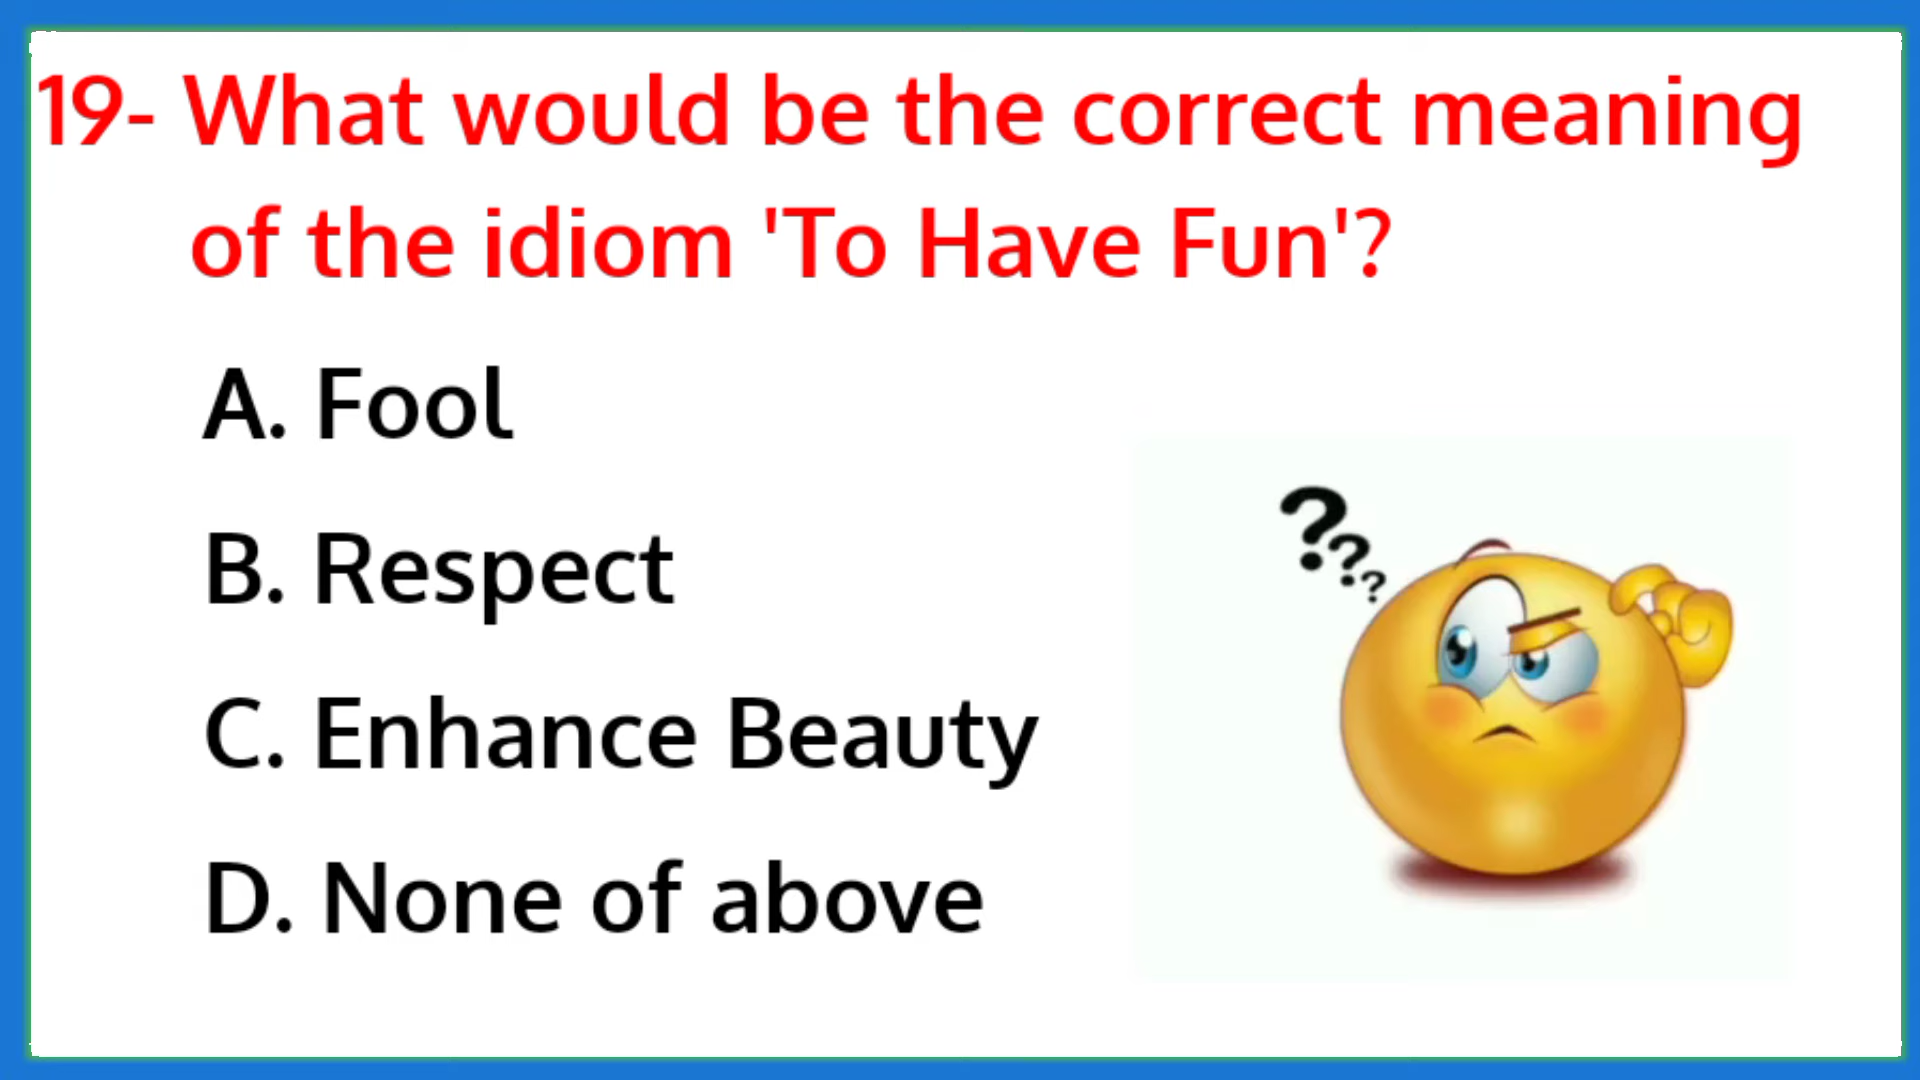 19- What would be the correct meaning
of the idiom 'To Have Fun'?
A. Fool
B. Respect
C. Enhance Beauty
D. None of above
???